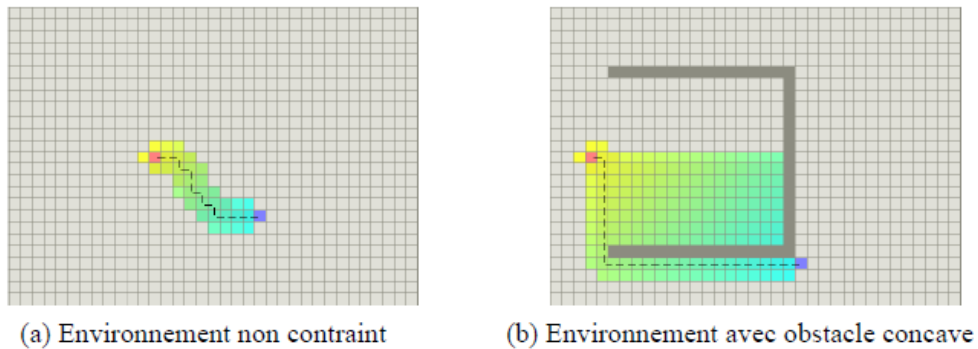 (a) Environnement non contraint
(b) Environnement avec obstacle concave